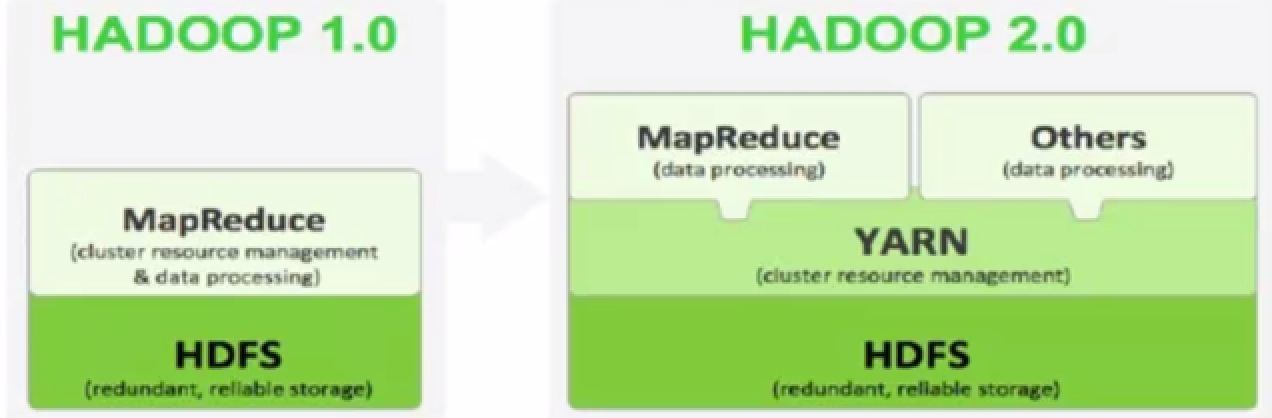 HADOOP 1.0
MapReduce
(cluster resource management
& data processing)
HDFS
(redundant, reliable storage)
HADOOP 2.0
MapReduce
(data processing)
Others
(data processing)
YARN
(cluster resource management)
HDFS
(redundant, reliable storage)